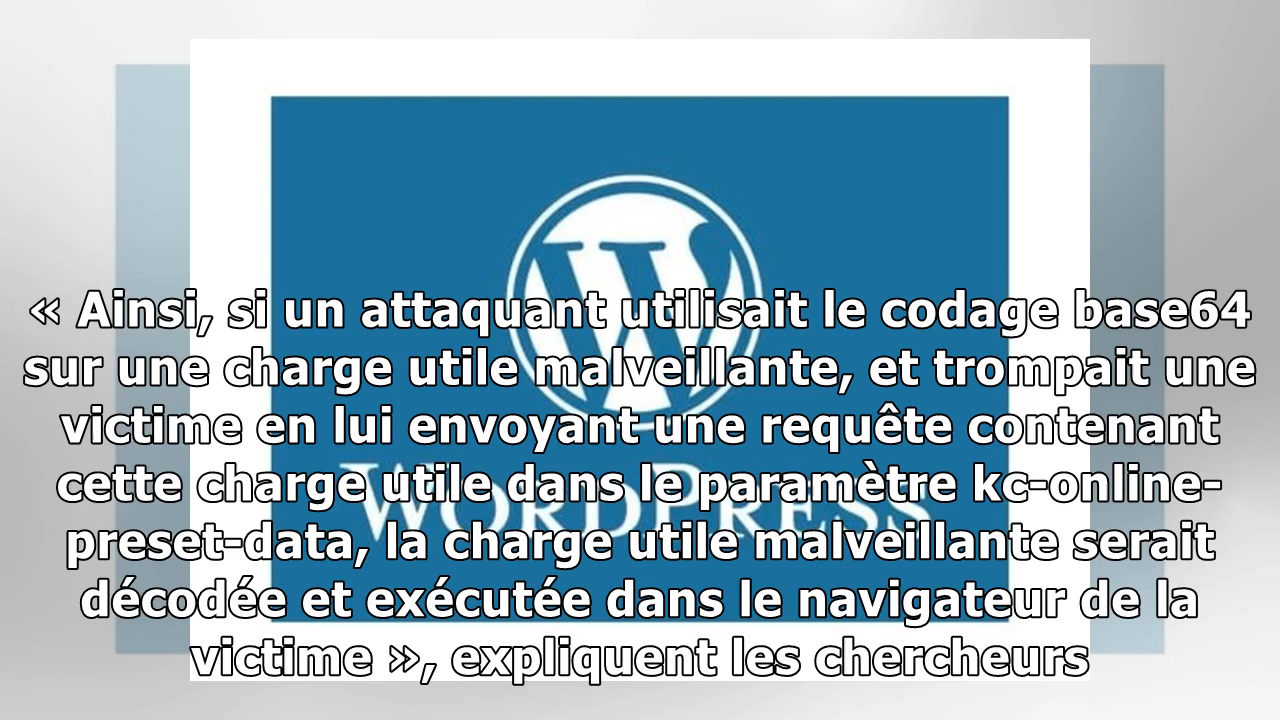 « Ainsi, si un attaquant utilisait le codage base64
sur une charge utile malveillante, et trompait une
victime en lui envoyant une requête contenant
cette charge utile dans le paramètre kc-online-
preset-data, la charge utile malveillante serait
décodée et exécutée dans le navigateur de la
victime », expliquent les chercheurs
WORDPRESS